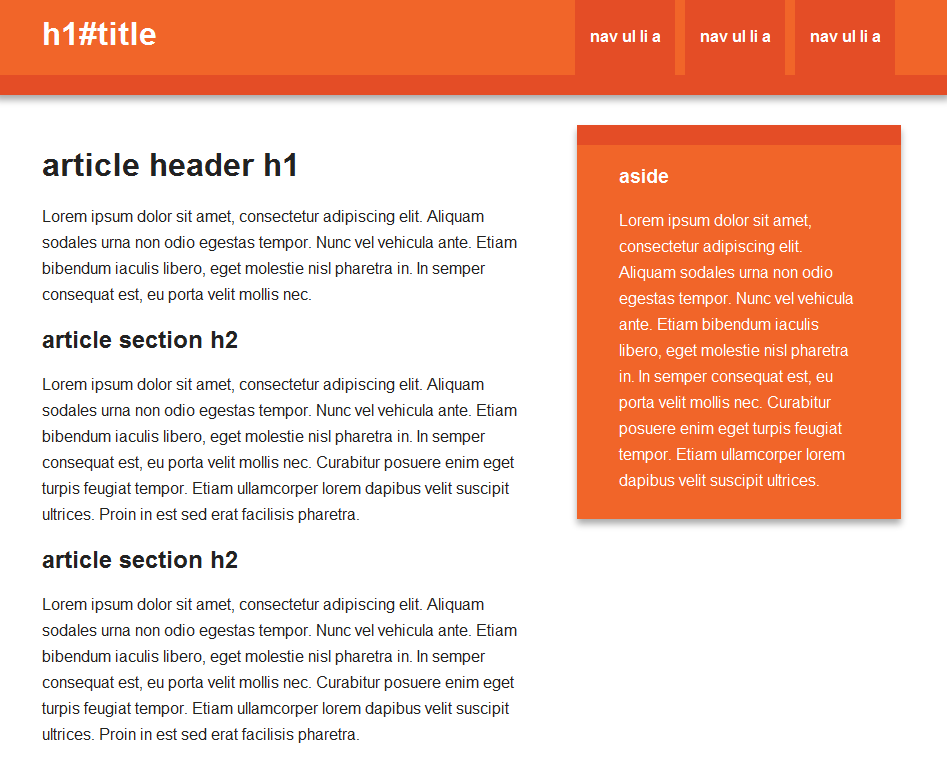 h1#title
nav ul li a
nav ul li a
nav ul li a
article header h1
Lorem ipsum dolor sit amet, consectetur adipiscing elit. Aliquam
sodales urna non odio egestas tempor. Nunc vel vehicula ante. Etiam
bibendum iaculis libero, eget molestie nisl pharetra in. In semper
consequat est, eu porta velit mollis nec.
article section h2
Lorem ipsum dolor sit amet, consectetur adipiscing elit. Aliquam
sodales urna non odio egestas tempor. Nunc vel vehicula ante. Etiam
bibendum iaculis libero, eget molestie nisl pharetra in. In semper
consequat est, eu porta velit mollis nec. Curabitur posuere enim eget
turpis feugiat tempor. Etiam ullamcorper lorem dapibus velit suscipit
ultrices. Proin in est sed erat facilisis pharetra.
article section h2
Lorem ipsum dolor sit amet, consectetur adipiscing elit. Aliquam
sodales urna non odio egestas tempor. Nunc vel vehicula ante. Etiam
bibendum iaculis libero, eget molestie nisl pharetra in. In semper
consequat est, eu porta velit mollis nec. Curabitur posuere enim eget
turpis feugiat tempor. Etiam ullamcorper lorem dapibus velit suscipit
ultrices. Proin in est sed erat facilisis pharetra.
aside
Lorem ipsum dolor sit amet,
consectetur adipiscing elit.
Aliquam sodales urna non odio
egestas tempor. Nunc vel vehicula
ante. Etiam bibendum iaculis
libero, eget molestie nisl pharetra
in. In semper consequat est, eu
porta velit mollis nec. Curabitur
posuere enim eget turpis feugiat
tempor. Etiam ullamcorper lorem
dapibus velit suscipit ultrices.